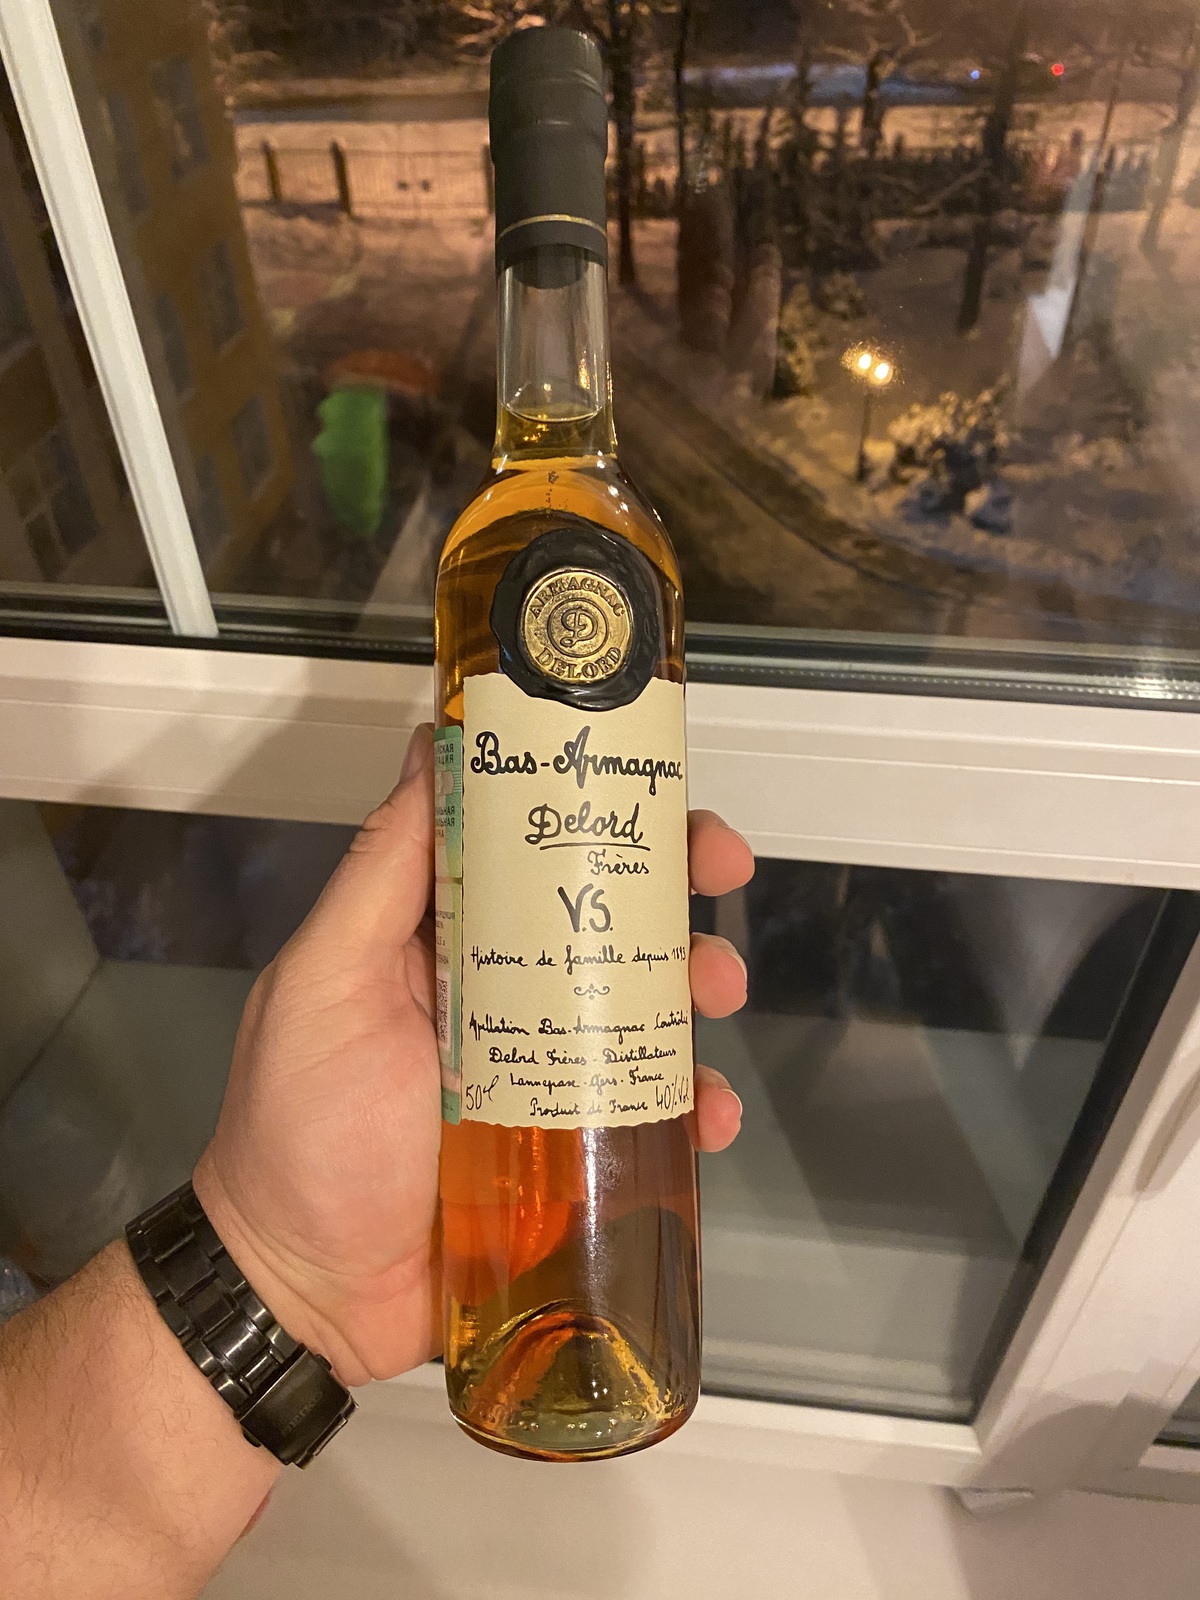 ARMAGNAC
D
DELORD
Bas-Armagnac
Delord
Frères
V.S.
Histoire de famille depuis 1893
Appellation Bas-Armagnac Contrôlée
Delord Frères - Distillateurs
Lannepax - Gers - France
50cl
Produit de France 40% Vol